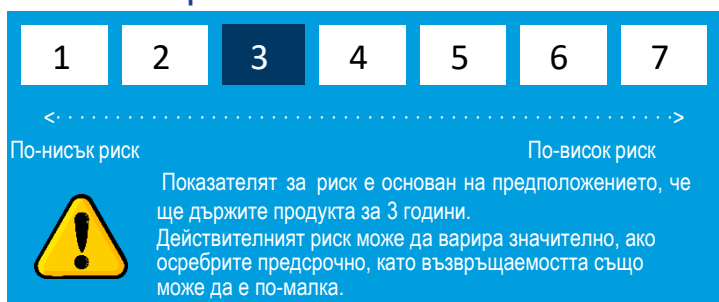 1 2 3 4 5 6 7
<· · · · · · · · · · · · · · · · · · · · · · · · · · · · · · · · · · · · · · · · · · · · · · · · · ·>
По-нисък риск По-висок риск
Показателят за риск е основан на предположението, че
ще държите продукта за 3 години.
Действителният риск може да варира значително, ако
осребрите предсрочно, като възвръщаемостта също
може да е по-малка.